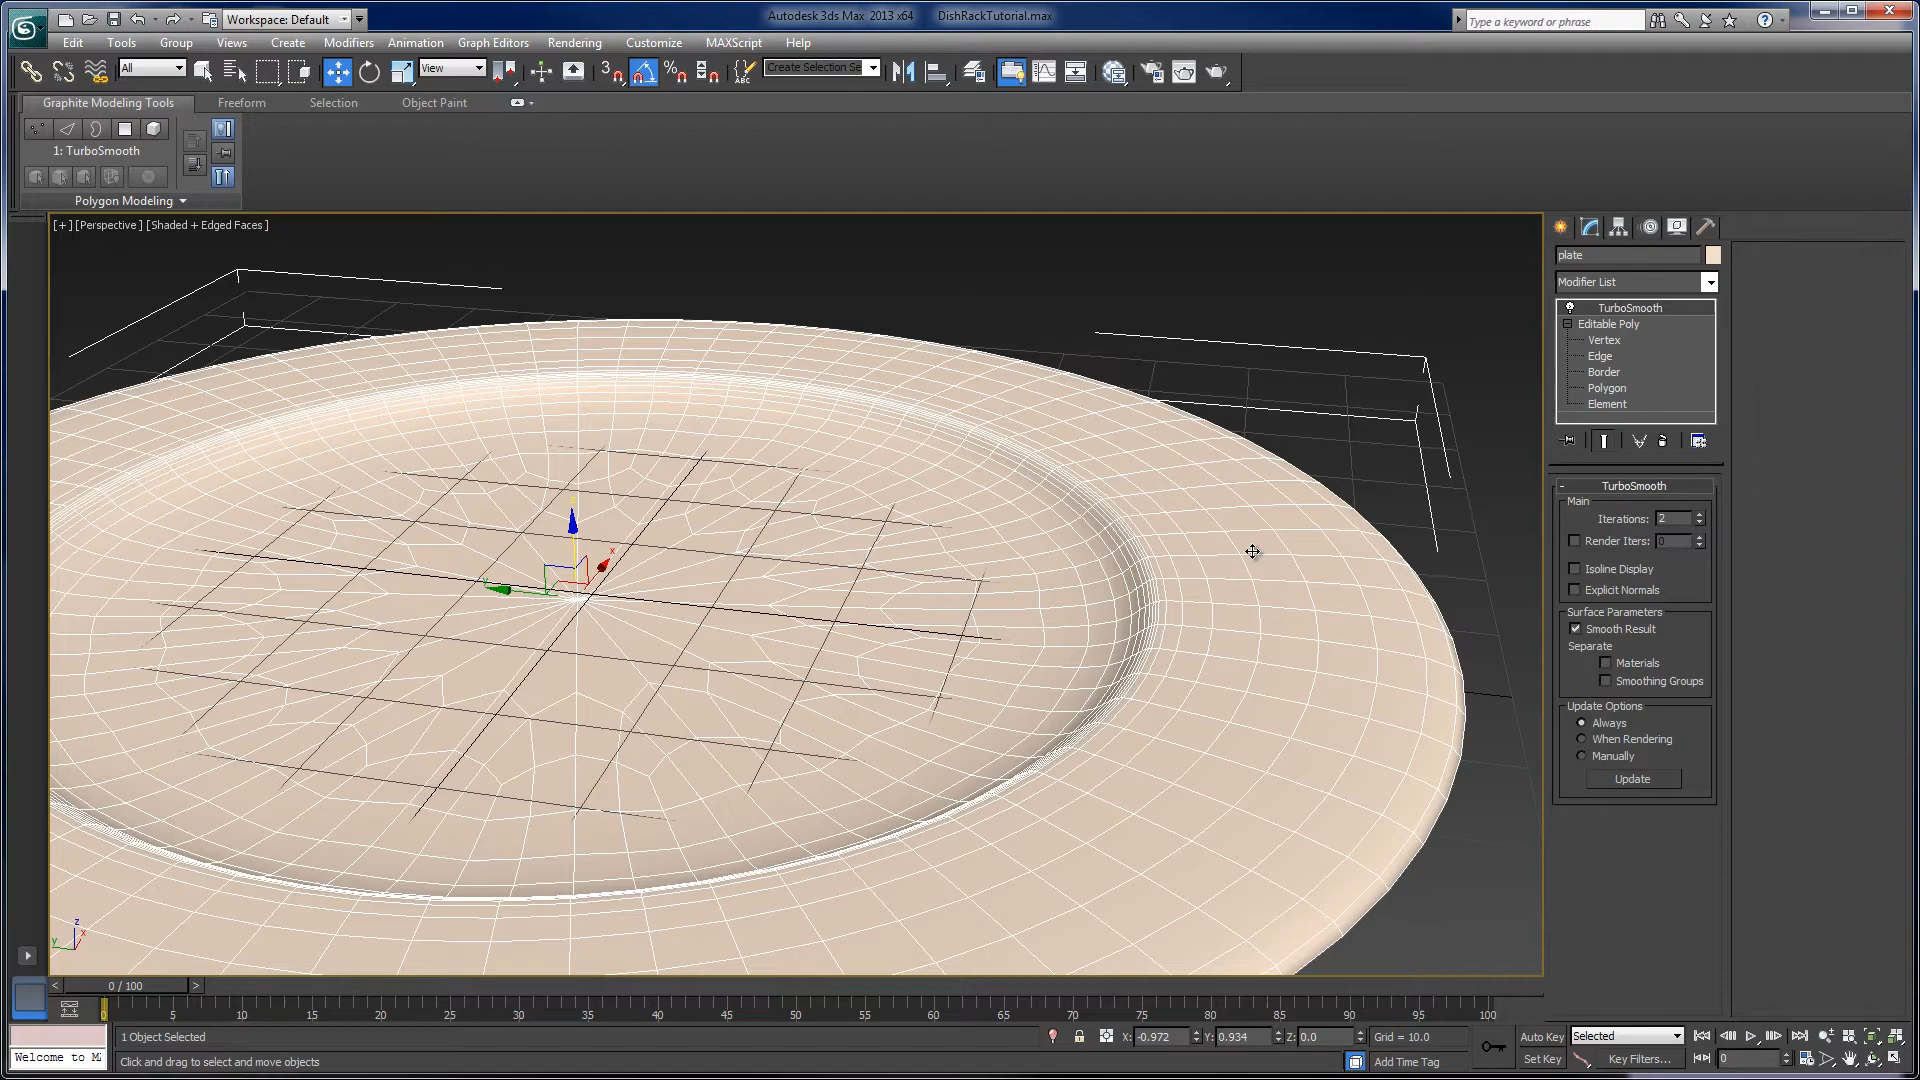 Workspace: Default
Autodesk 3ds Max 2013 x64 DishRackTutorial.max
Type a keyword or phrase
Edit Tools Group Views Create Modifiers Animation Graph Editors Rendering Customize MAXScript Help
All
View
3
ABC
Create Selection Se
Graphite Modeling Tools Freeform Selection Object Paint
1: TurboSmooth
Polygon Modeling
[+] [Perspective] [Shaded + Edged Faces]
plate
Modifier List
TurboSmooth
Editable Poly
Vertex
Edge
Border
Polygon
Element
TurboSmooth
Main
Iterations: 2
Render Iters: 0
Isoline Display
Explicit Normals
Surface Parameters
Smooth Result
Separate
Materials
Smoothing Groups
Update Options
Always
When Rendering
Manually
Update
z
x
y
z
x
y
< 0 / 100 >
0 5 10 15 20 25 30 35 40 45 50 55 60 65 70 75 80 85 90 95 100
1 Object Selected
X: -0.972 Y: 0.934 Z: 0.0 Grid = 10.0
Auto Key Selected
Welcome to M
Click and drag to select and move objects
Add Time Tag
Set Key Key Filters... 0